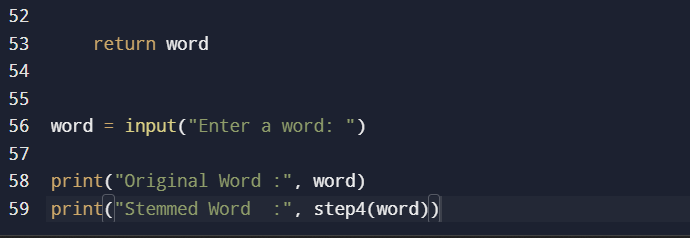 52
53     return word
54
55
56 word = input("Enter a word: ")
57
58 print("Original Word :", word)
59 print("Stemmed Word  :", step4(word))